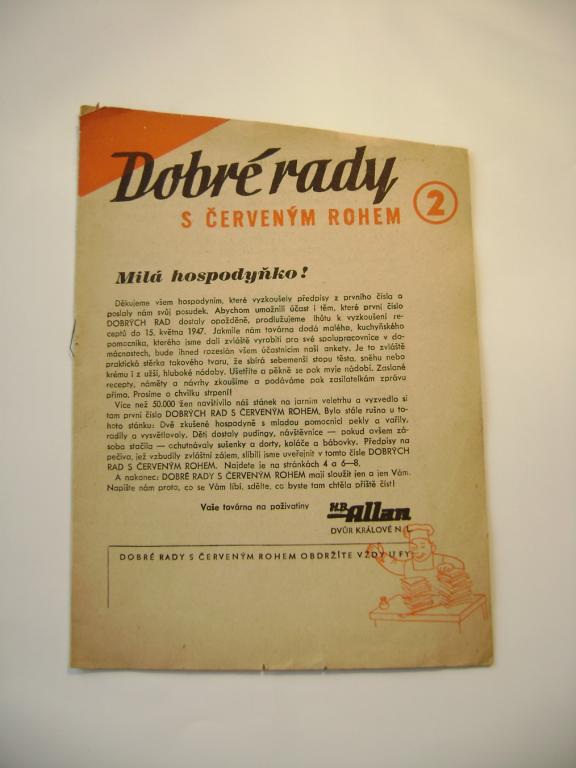 Dobré rady
S ČERVENÝM ROHEM 2
Milá hospodyňko!
Děkujeme všem hospodyním, které vyzkoušely předpisy z prvního čísla a
poslaly nám svůj posudek. Abychom umožnili účast i těm, které první číslo
DOBRÝCH RAD dostaly opožděně, prodlužujeme lhůtu k vyzkoušení re-
ceptů do 15. května 1947. Jakmile nám továrna dodá malého, kuchyňského
pomocníka, kterého jsme dali zvláště vyrobiti pro své spolupracovnice v do-
mácnostech, bude ihned rozeslán všem účastnicím naší ankety. Je to zvláště
praktická stěrka takového tvaru, že sbírá sebemenší stopu těsta, sněhu nebo
krému i z užší, hluboké nádoby. Ušetříte a pěkně se pak myje nádobí. Zaslané
recepty, náměty a návrhy zkoušíme a podáváme pak zasilatelkám zprávu
přímo. Prosíme o chvilku strpení!
Více než 50.000 žen navštívilo náš stánek na jarním veletrhu a vyzvedlo si
tam první číslo DOBRÝCH RAD S ČERVENÝM ROHEM. Bylo stále rušno u to-
hoto stánku: Dvě zkušené hospodyně s mladou pomocnicí pekly a vařily,
radily a vysvětlovaly. Děti dostaly pudingy, návštěvnice — pokud ovšem zá-
soba stačila — ochutnávaly sušenky a dorty, koláče a bábovky. Předpisy na
pečiva, jež vzbudily zvláštní zájem, slíbili jsme uveřejnit v tomto čísle DOBRÝCH
RAD S ČERVENÝM ROHEM. Najdete je na stránkách 4 a 6—8.
A nakonec: DOBRÉ RADY S ČERVENÝM ROHEM mají sloužit jen a jen Vám.
Napište nám proto, co se Vám líbí, sdělte, co byste tam chtěla příště číst!
Vaše továrna na poživatiny
H.B. Allan
DVŮR KRÁLOVÉ N. L.
DOBRÉ RADY S ČERVENÝM ROHEM OBDRŽÍTE VŽDY U FY: